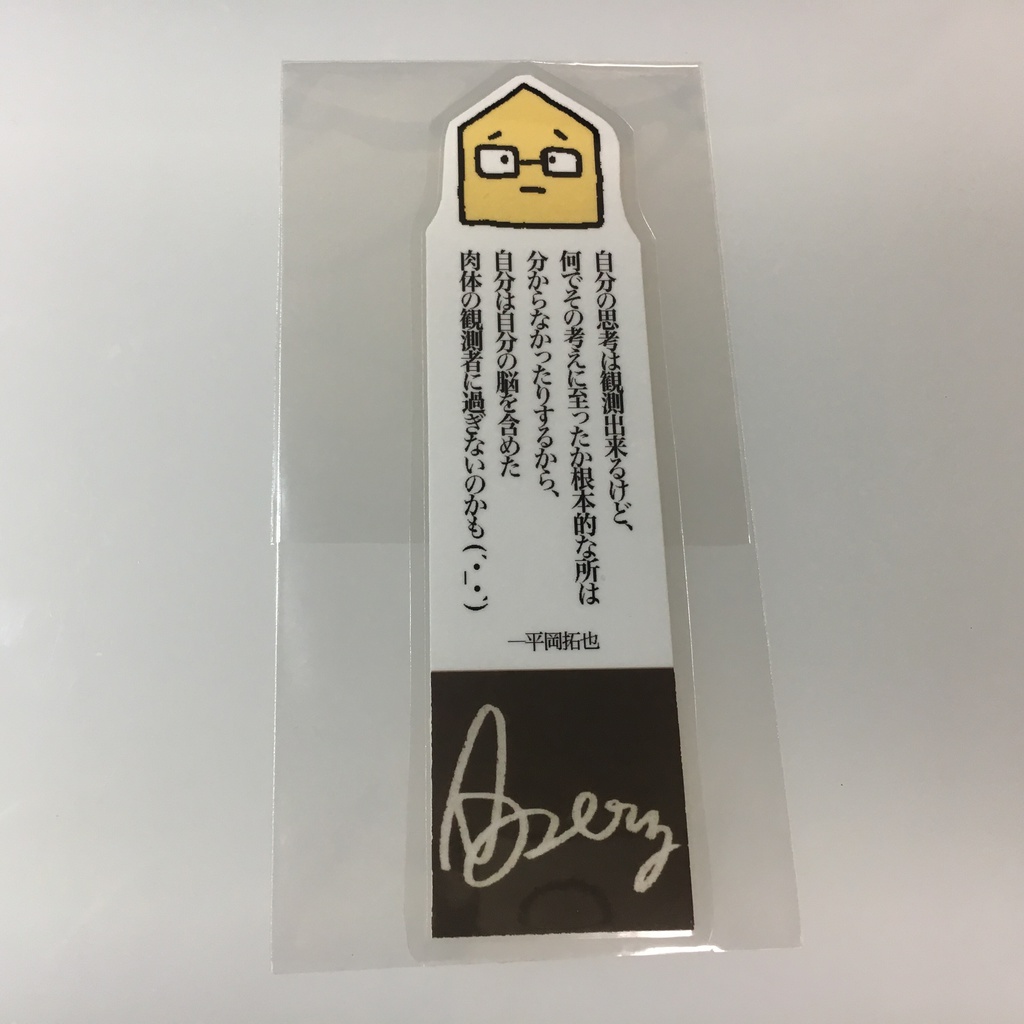 自分の思考は観測出来るけど、
何でその考えに至ったか根本的な所は
分からなかったりするから、
自分は自分の脳を含めた
肉体の観測者に過ぎないのかも(´•_•`)
—平岡拓也